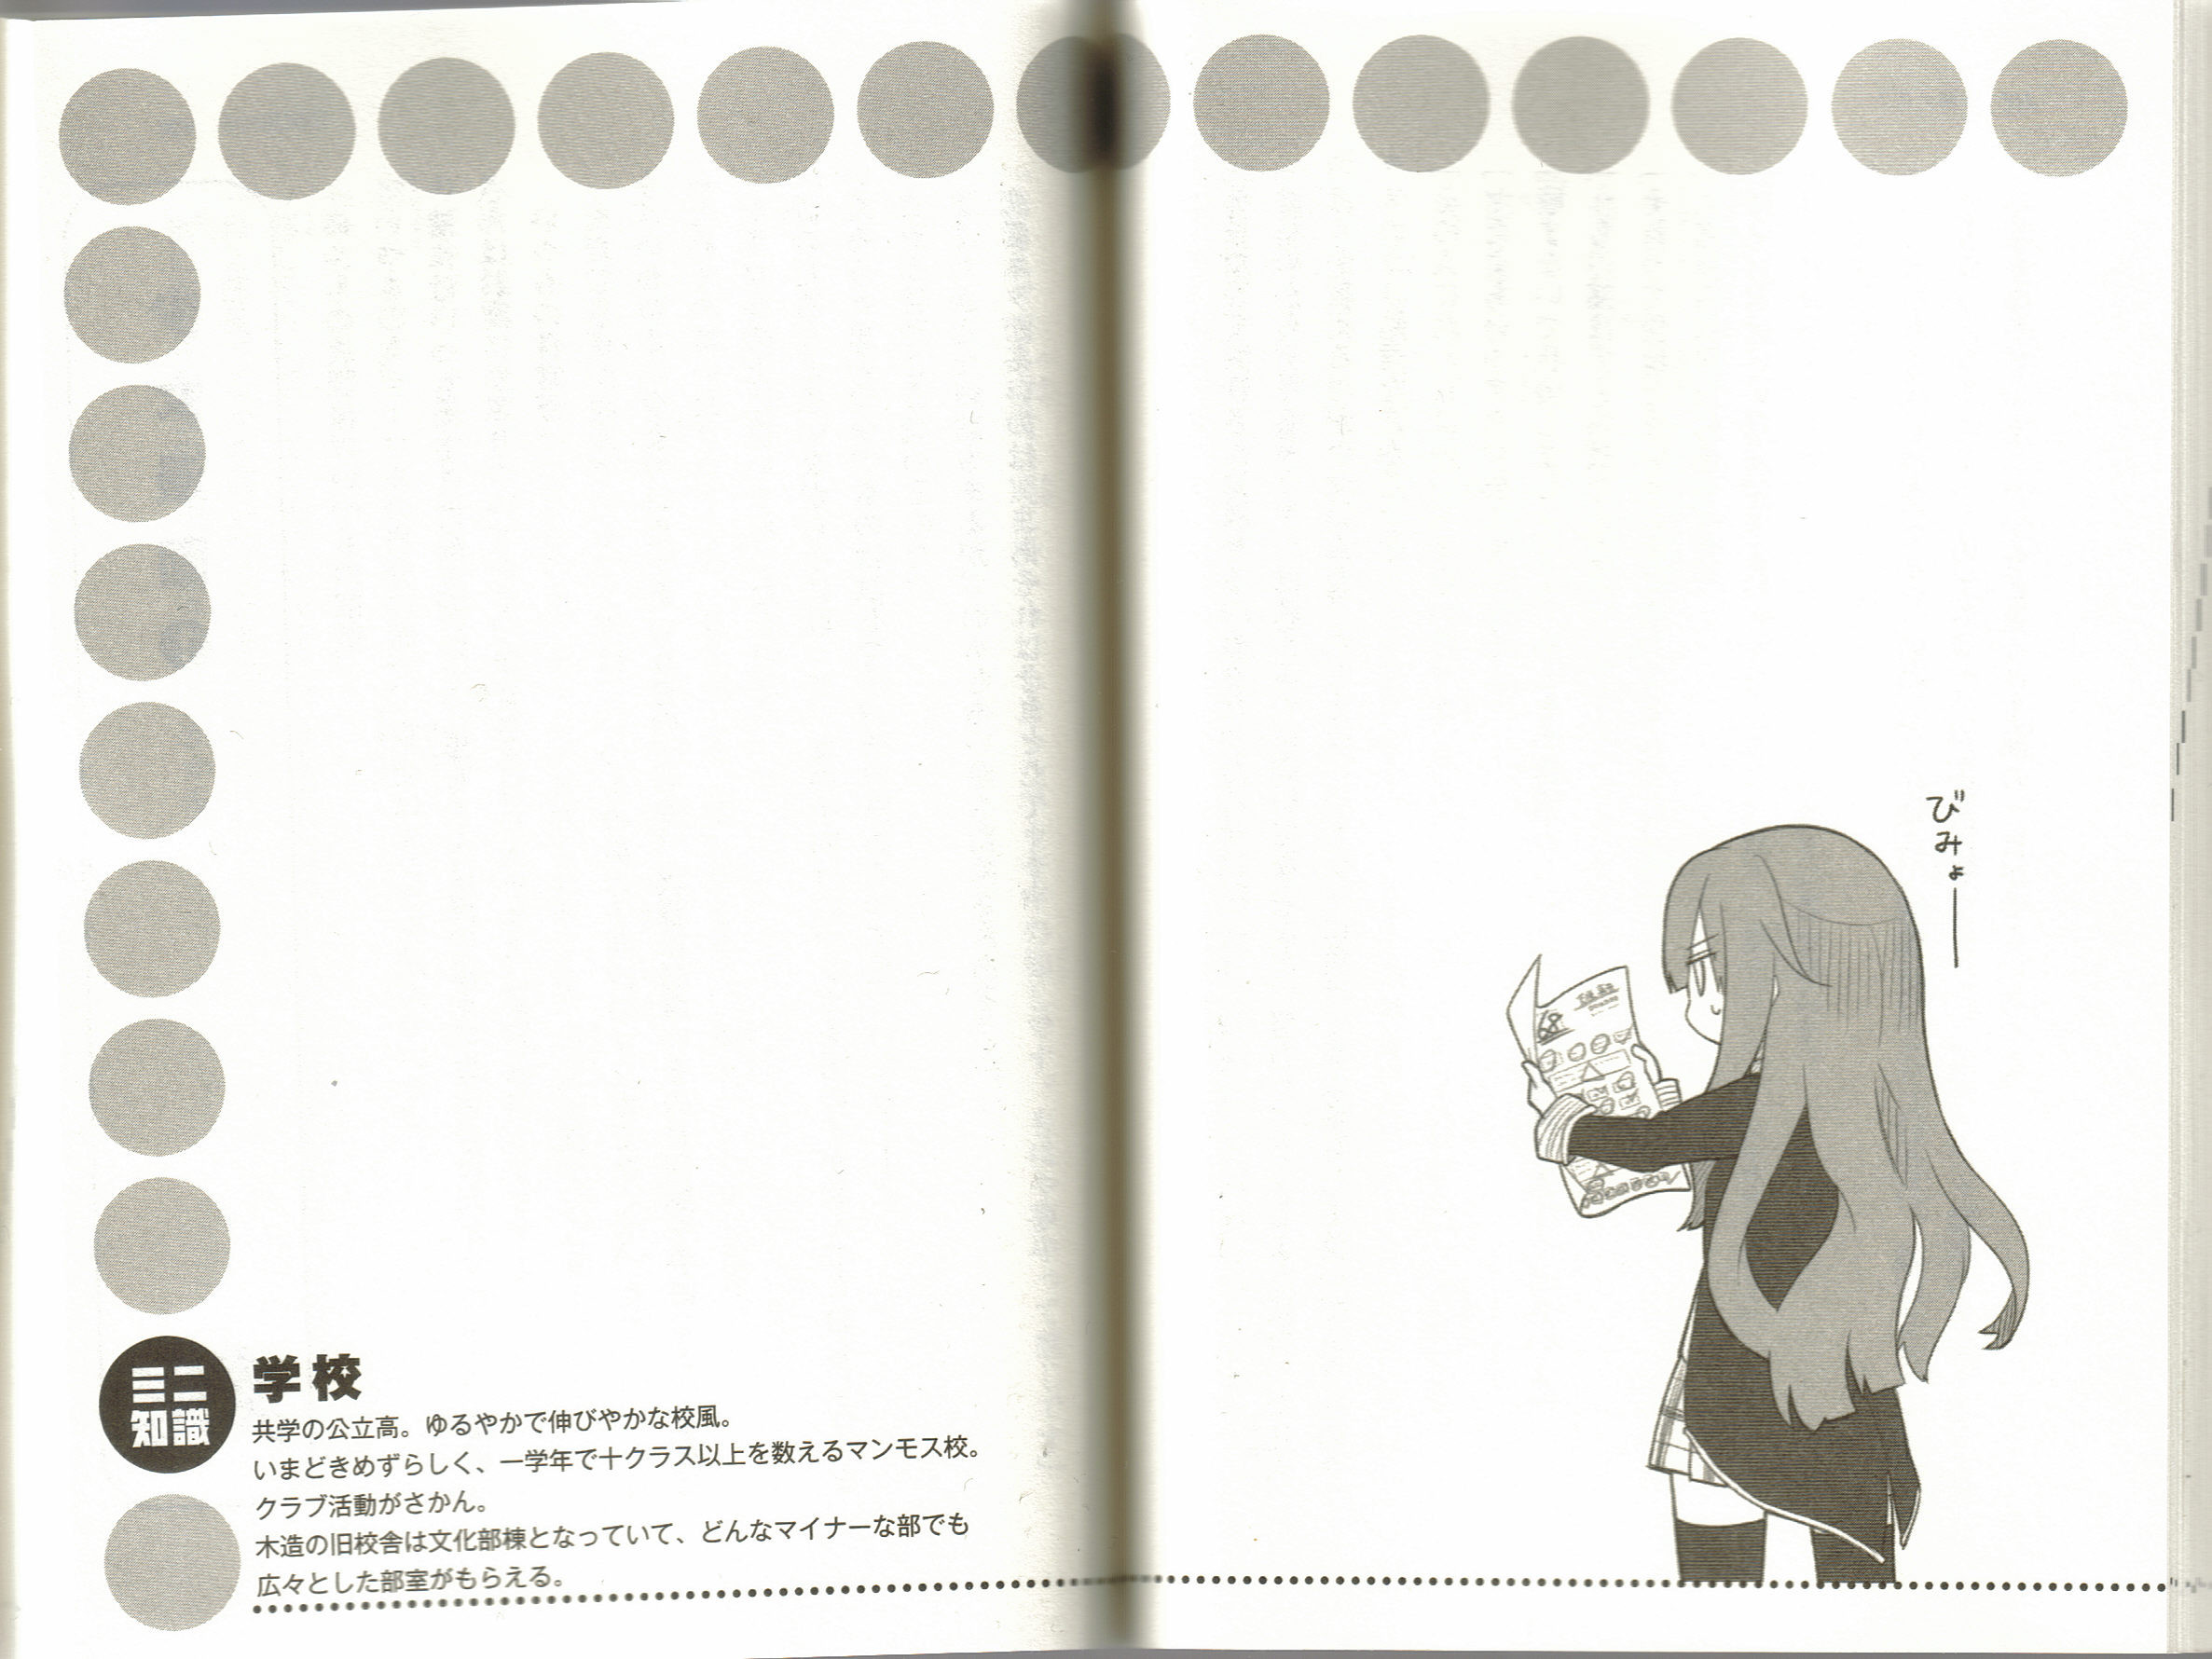 びみょー
ミニ
知識
学校
共学の公立高。ゆるやかで伸びやかな校風。
いまどきめずらしく、一学年で十クラス以上を数えるマンモス校。
クラブ活動がさかん。
木造の旧校舎は文化部棟となっていて、どんなマイナーな部でも
広々とした部室がもらえる。